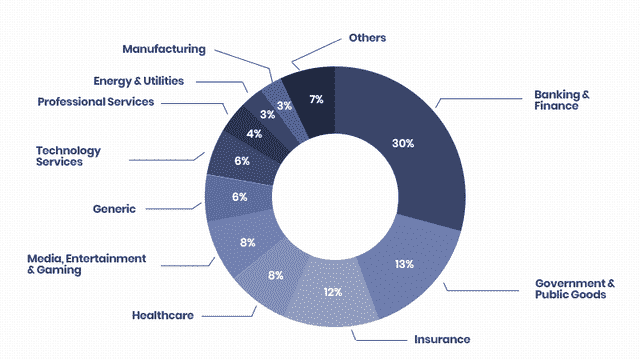 Others
7%
Banking &
Finance
30%
Government &
Public Goods
13%
Insurance
12%
Healthcare
8%
Media, Entertainment
& Gaming
8%
Generic
6%
Technology
Services
6%
Professional Services
4%
Energy & Utilities
3%
Manufacturing
3%